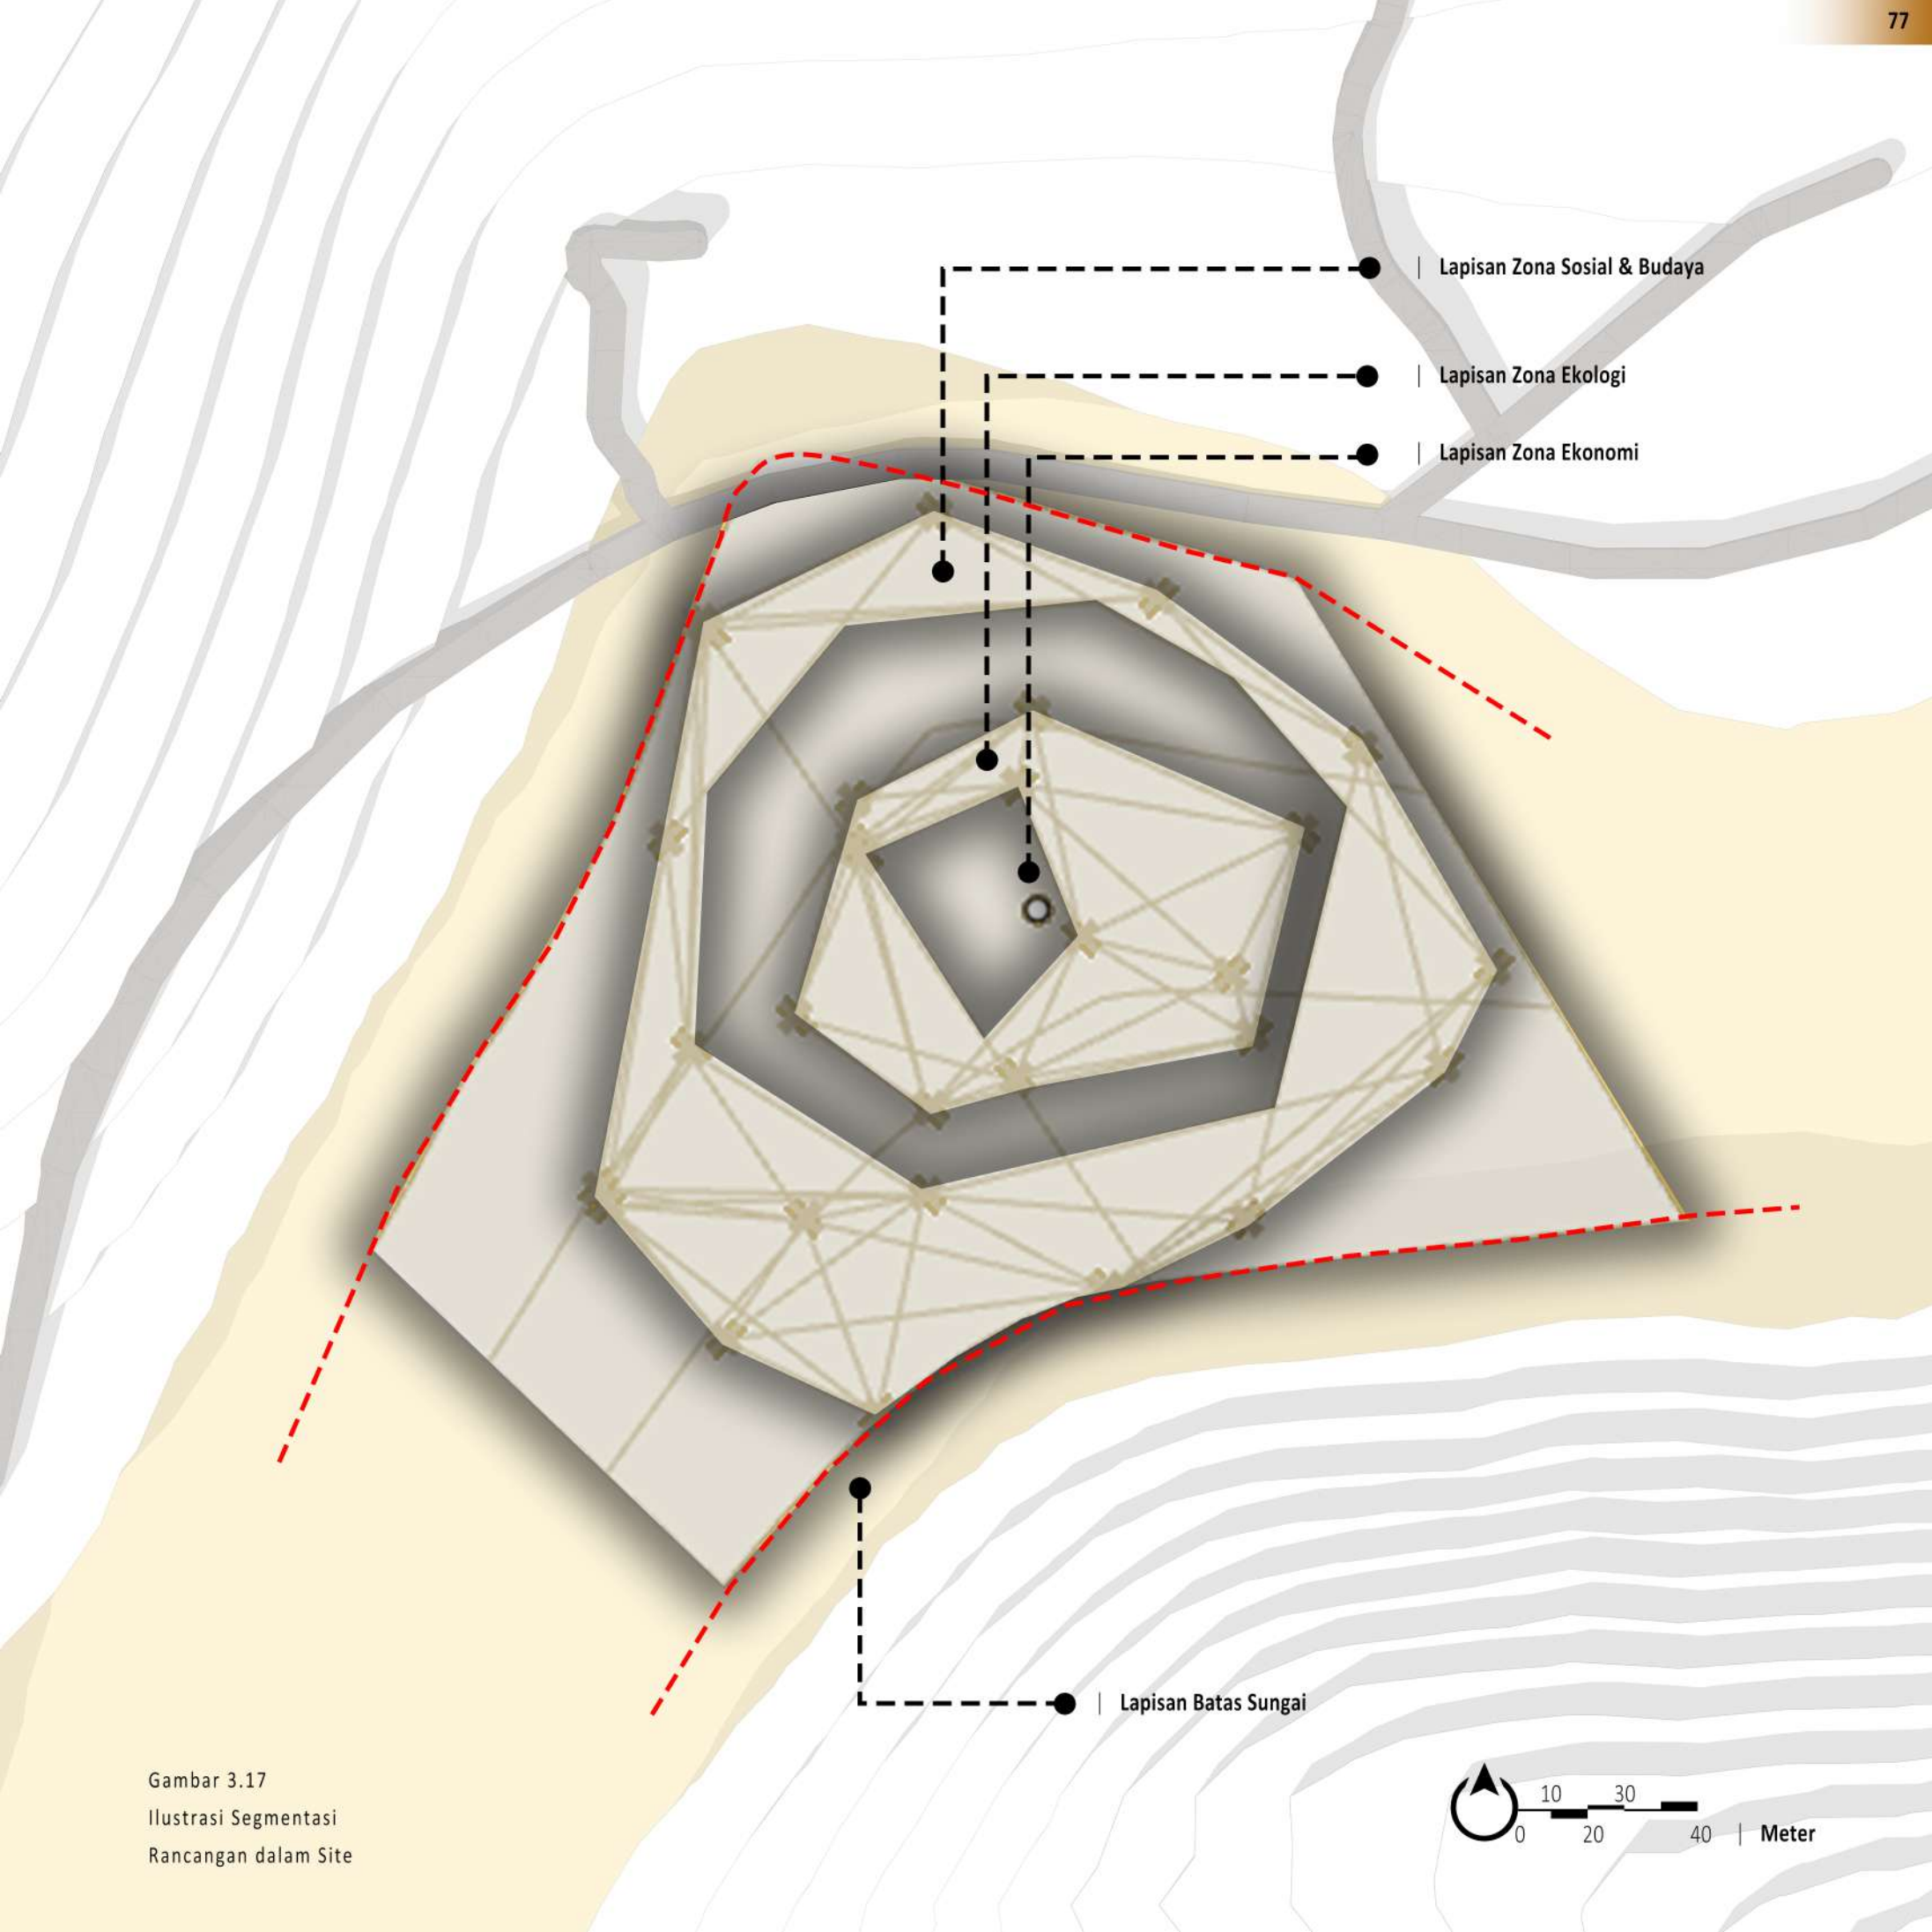 77
| Lapisan Zona Sosial & Budaya
| Lapisan Zona Ekologi
| Lapisan Zona Ekonomi
| Lapisan Batas Sungai
Gambar 3.17
Ilustrasi Segmentasi
Rancangan dalam Site
10 30
0 20 40 | Meter